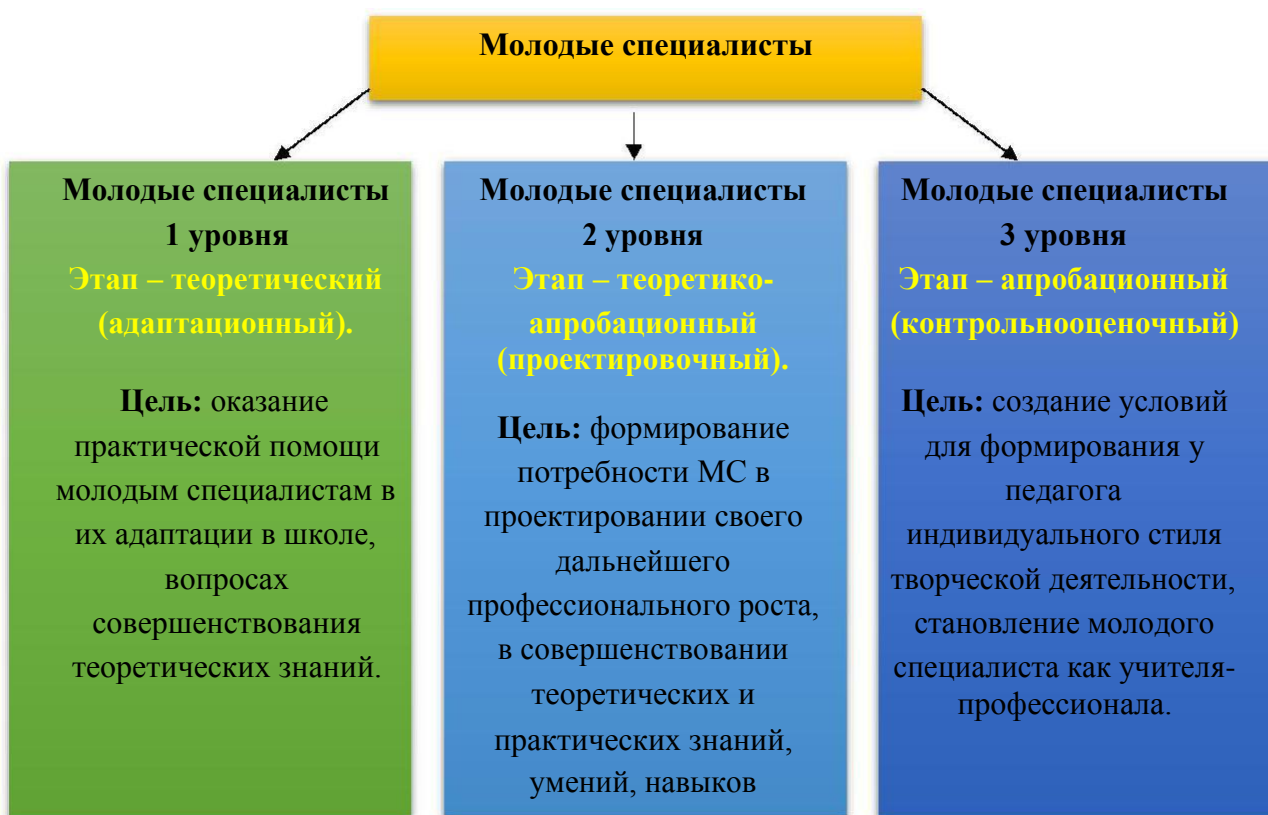 Молодые специалисты
Молодые специалисты
1 уровня
Этап – теоретический
(адаптационный).
Цель: оказание
практической помощи
молодым специалистам в
их адаптации в школе,
вопросах
совершенствования
теоретических знаний.
Молодые специалисты
2 уровня
Этап – теоретико-
апробационный
(проектировочный).
Цель: формирование
потребности МС в
проектировании своего
дальнейшего
профессионального роста,
в совершенствовании
теоретических и
практических знаний,
умений, навыков
Молодые специалисты
3 уровня
Этап – апробационный
(контрольнооценочный)
Цель: создание условий
для формирования у
педагога
индивидуального стиля
творческой деятельности,
становление молодого
специалиста как учителя-
профессионала.